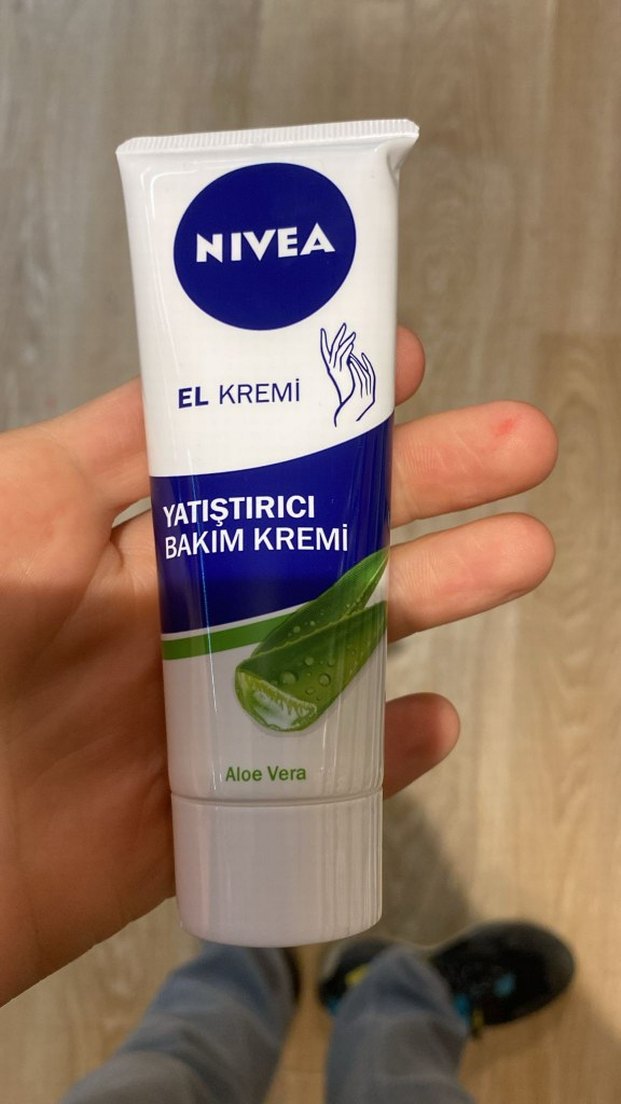 NIVEA
EL KREMİ
YATIŞTIRICI
BAKIM KREMİ
Aloe Vera